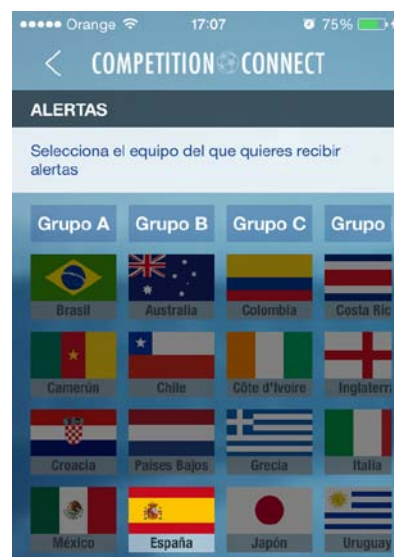 Orange 17:07 75%
COMPETITION CONNECT
ALERTAS
Selecciona el equipo del que quieres recibir
alertas
Grupo A Grupo B Grupo C Grupo
Brasil Australia Colombia Costa Ric
Camerún Chile Côte d'Ivoire Inglaterra
Croacia Países Bajos Grecia Italia
México España Japón Uruguay